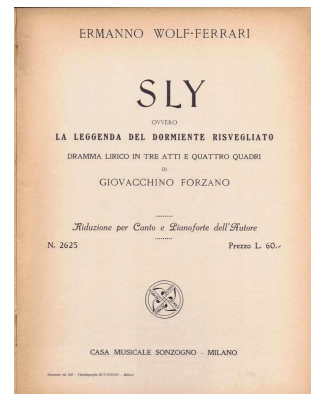 ERMANNO WOLF-FERRARI
SLY
OVVERO
LA LEGGENDA DEL DORMIENTE RISVEGLIATO
DRAMMA LIRICO IN TRE ATTI E QUATTRO QUADRI
DI
GIOVACCHINO FORZANO
Riduzione per Canto e Pianoforte dell'Autore
N. 2625 Prezzo L. 60.-
CASA MUSICALE SONZOGNO - MILANO